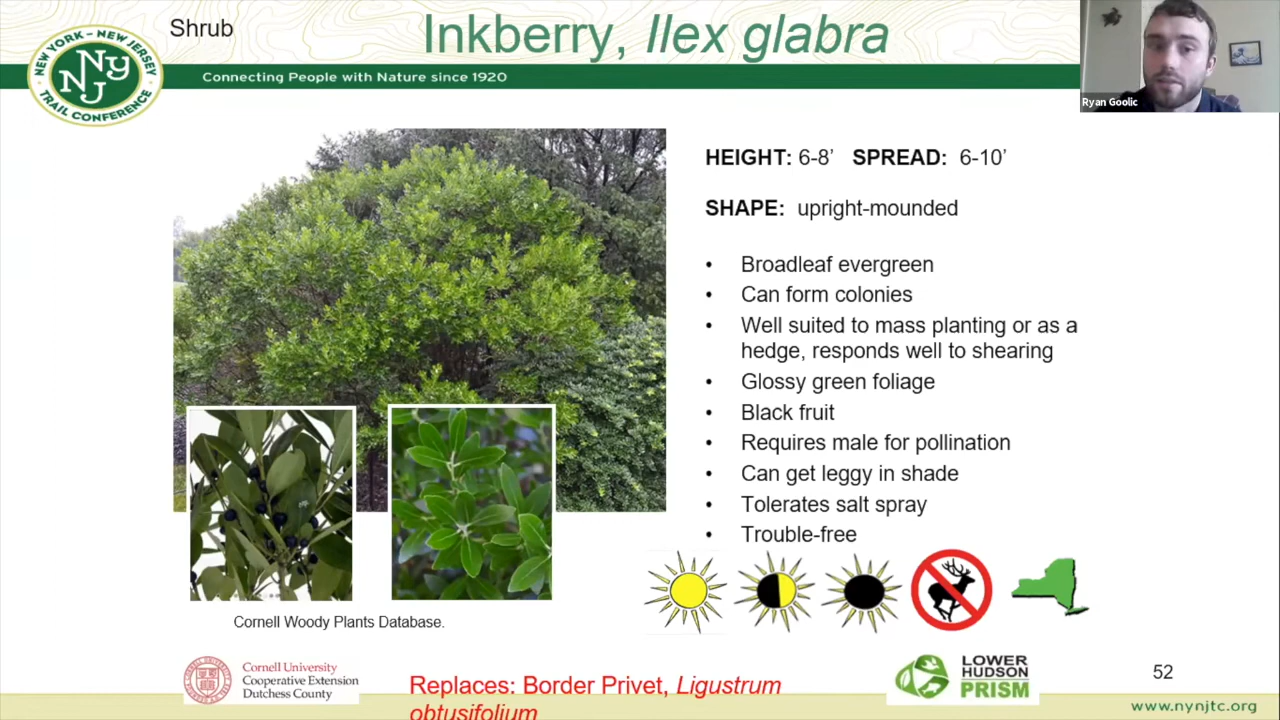 Shrub
Inkberry, Ilex glabra
NEW YORK - NEW JERSEY
NY NJ
TRAIL CONFERENCE
Connecting People with Nature since 1920
Ryan Goolic
HEIGHT: 6-8’ SPREAD: 6-10’
SHAPE: upright-mounded
• Broadleaf evergreen
• Can form colonies
• Well suited to mass planting or as a
hedge, responds well to shearing
• Glossy green foliage
• Black fruit
• Requires male for pollination
• Can get leggy in shade
• Tolerates salt spray
• Trouble-free
Cornell Woody Plants Database.
Cornell University
Cooperative Extension
Dutchess County
Replaces: Border Privet, Ligustrum
obtusifolium
LOWER
HUDSON
PRISM
52
www.nynjtc.org